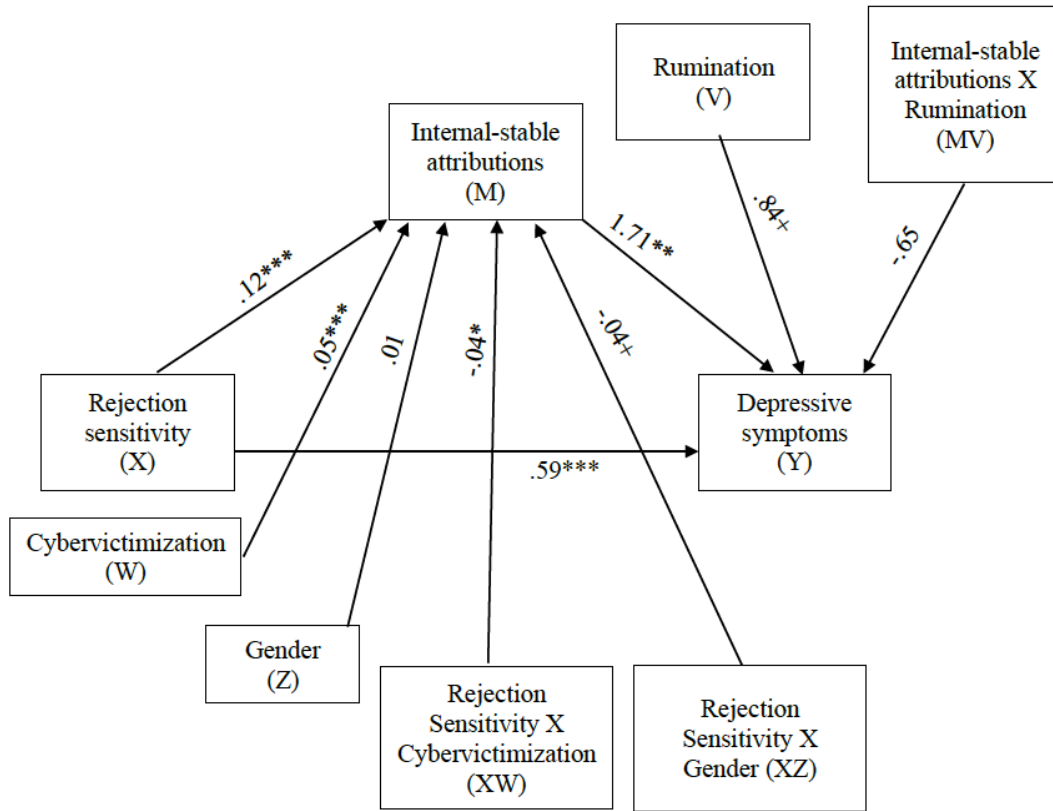 Rumination
(V)
Internal-stable
attributions X
Rumination
(MV)
Internal-stable
attributions
(M)
.12***
.05***
.01
-.04*
-.04+
1.71**
.84+
-.65
Rejection
sensitivity
(X)
.59***
Depressive
symptoms
(Y)
Cybervictimization
(W)
Gender
(Z)
Rejection
Sensitivity X
Cybervictimization
(XW)
Rejection
Sensitivity X
Gender (XZ)